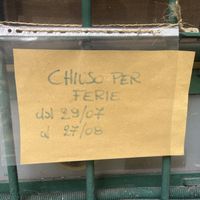 CHIUSO PER
FERIE
dal 29/07
al 27/08